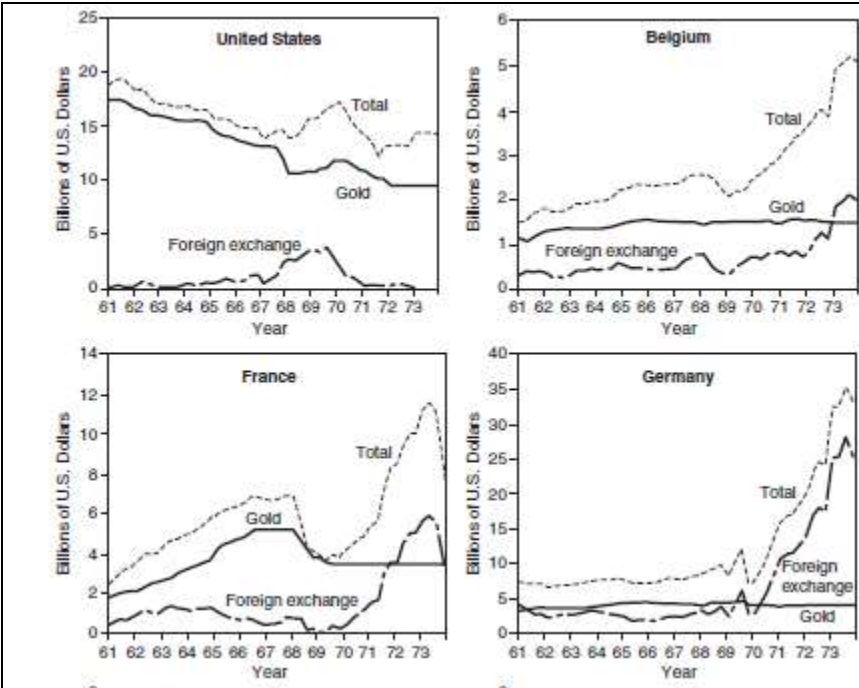 United States
Billions of U.S. Dollars
25
20
15
10
5
0
Total
Gold
Foreign exchange
61 62 63 64 65 66 67 68 69 70 71 72 73
Year
Belgium
Billions of U.S. Dollars
6
5
4
3
2
1
0
Total
Gold
Foreign exchange
61 62 63 64 65 66 67 68 69 70 71 72 73
Year
France
Billions of U.S. Dollars
14
12
10
8
6
4
2
0
Total
Gold
Foreign exchange
61 62 63 64 65 66 67 68 69 70 71 72 73
Year
Germany
Billions of U.S. Dollars
40
35
30
25
20
15
10
5
0
Total
Foreign
exchange
Gold
61 62 63 64 65 66 67 68 69 70 71 72 73
Year